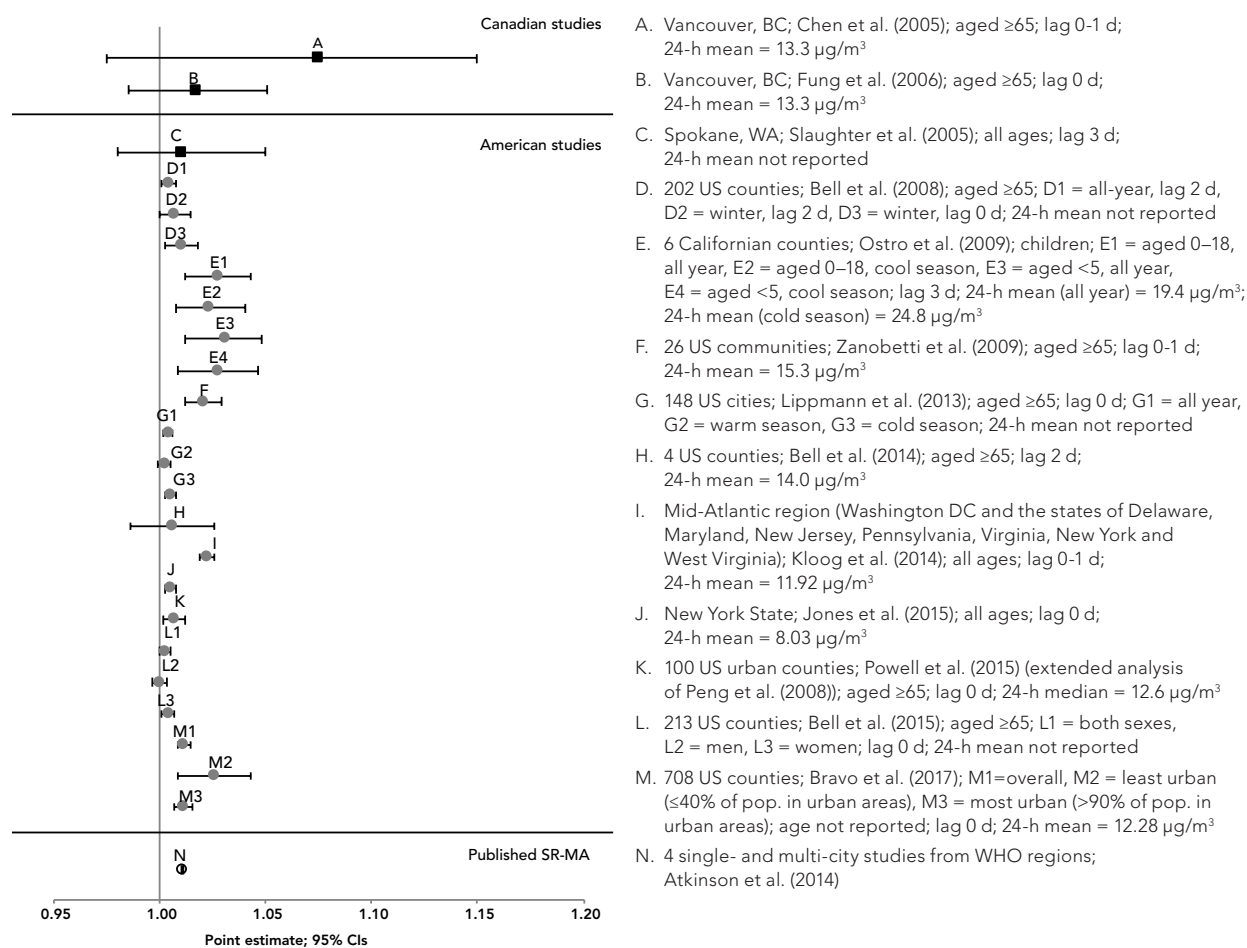 Canadian studies
A
B
American studies
C
D1
D2
D3
E1
E2
E3
E4
F
G1
G2
G3
H
I
J
K
L1
L2
L3
M1
M2
M3
Published SR-MA
N
0.95 1.00 1.05 1.10 1.15 1.20
Point estimate; 95% CIs
A. Vancouver, BC; Chen et al. (2005); aged ≥65; lag 0-1 d;
24-h mean = 13.3 µg/m³
B. Vancouver, BC; Fung et al. (2006); aged ≥65; lag 0 d;
24-h mean = 13.3 µg/m³
C. Spokane, WA; Slaughter et al. (2005); all ages; lag 3 d;
24-h mean not reported
D. 202 US counties; Bell et al. (2008); aged ≥65; D1 = all-year, lag 2 d,
D2 = winter, lag 2 d, D3 = winter, lag 0 d; 24-h mean not reported
E. 6 Californian counties; Ostro et al. (2009); children; E1 = aged 0–18,
all year, E2 = aged 0–18, cool season, E3 = aged <5, all year,
E4 = aged <5, cool season; lag 3 d; 24-h mean (all year) = 19.4 µg/m³;
24-h mean (cold season) = 24.8 µg/m³
F. 26 US communities; Zanobetti et al. (2009); aged ≥65; lag 0-1 d;
24-h mean = 15.3 µg/m³
G. 148 US cities; Lippmann et al. (2013); aged ≥65; lag 0 d; G1 = all year,
G2 = warm season, G3 = cold season; 24-h mean not reported
H. 4 US counties; Bell et al. (2014); aged ≥65; lag 2 d;
24-h mean = 14.0 µg/m³
I. Mid-Atlantic region (Washington DC and the states of Delaware,
Maryland, New Jersey, Pennsylvania, Virginia, New York and
West Virginia); Kloog et al. (2014); all ages; lag 0-1 d;
24-h mean = 11.92 µg/m³
J. New York State; Jones et al. (2015); all ages; lag 0 d;
24-h mean = 8.03 µg/m³
K. 100 US urban counties; Powell et al. (2015) (extended analysis
of Peng et al. (2008)); aged ≥65; lag 0 d; 24-h median = 12.6 µg/m³
L. 213 US counties; Bell et al. (2015); aged ≥65; L1 = both sexes,
L2 = men, L3 = women; lag 0 d; 24-h mean not reported
M. 708 US counties; Bravo et al. (2017); M1=overall, M2 = least urban
(≤40% of pop. in urban areas), M3 = most urban (>90% of pop. in
urban areas); age not reported; lag 0 d; 24-h mean = 12.28 µg/m³
N. 4 single- and multi-city studies from WHO regions;
Atkinson et al. (2014)